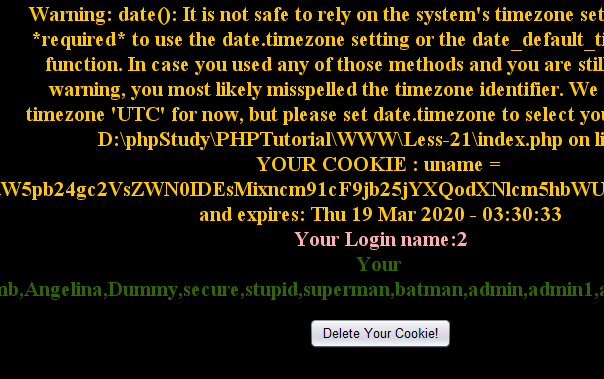 Warning: date(): It is not safe to rely on the system's timezone set
*required* to use the date.timezone setting or the date_default_ti
function. In case you used any of those methods and you are still
warning, you most likely misspelled the timezone identifier. We
timezone 'UTC' for now, but please set date.timezone to select you
D:\phpStudy\PHPTutorial\WWW\Less-21\index.php on li
YOUR COOKIE : uname =
W5pb24gc2VsZWN0IDEsMixncm91cF9jb25jYXQodXNlcm5hbWU
and expires: Thu 19 Mar 2020 - 03:30:33
Your Login name:2
Your
mb,Angelina,Dummy,secure,stupid,superman,batman,admin,admin1,a
Delete Your Cookie!